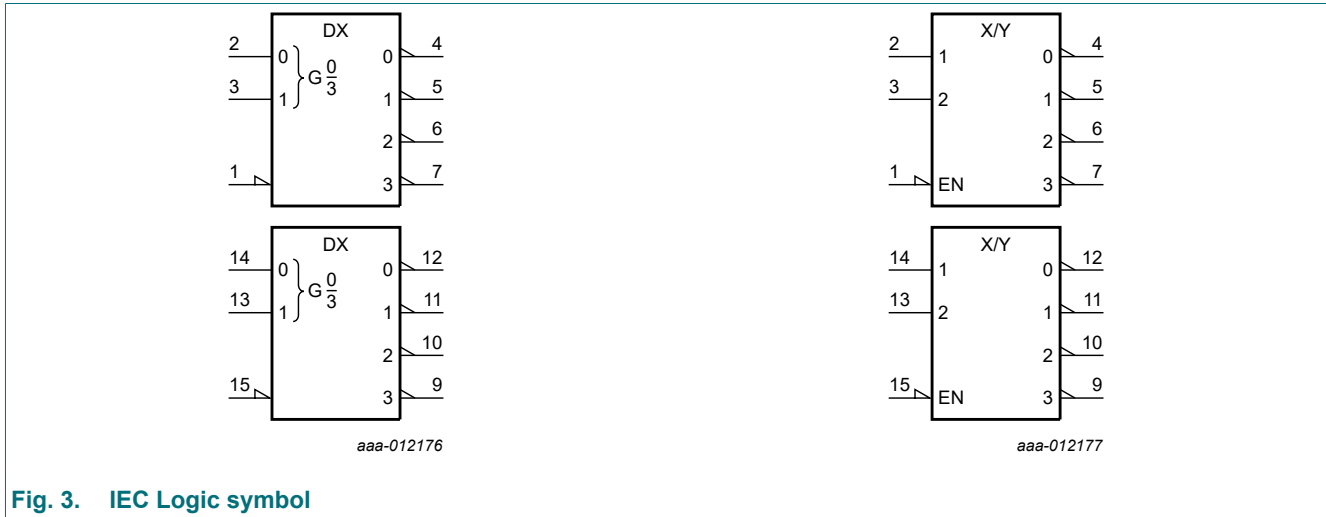 DX
2 0 0 4
G 0/3
3 1 1 5
2 6
1 3 7
DX
14 0 0 12
G 0/3
13 1 1 11
2 10
15 3 9
aaa-012176
X/Y
2 1 0 4
3 2 1 5
2 6
1 EN 3 7
X/Y
14 1 0 12
13 2 1 11
2 10
15 EN 3 9
aaa-012177
Fig. 3. IEC Logic symbol